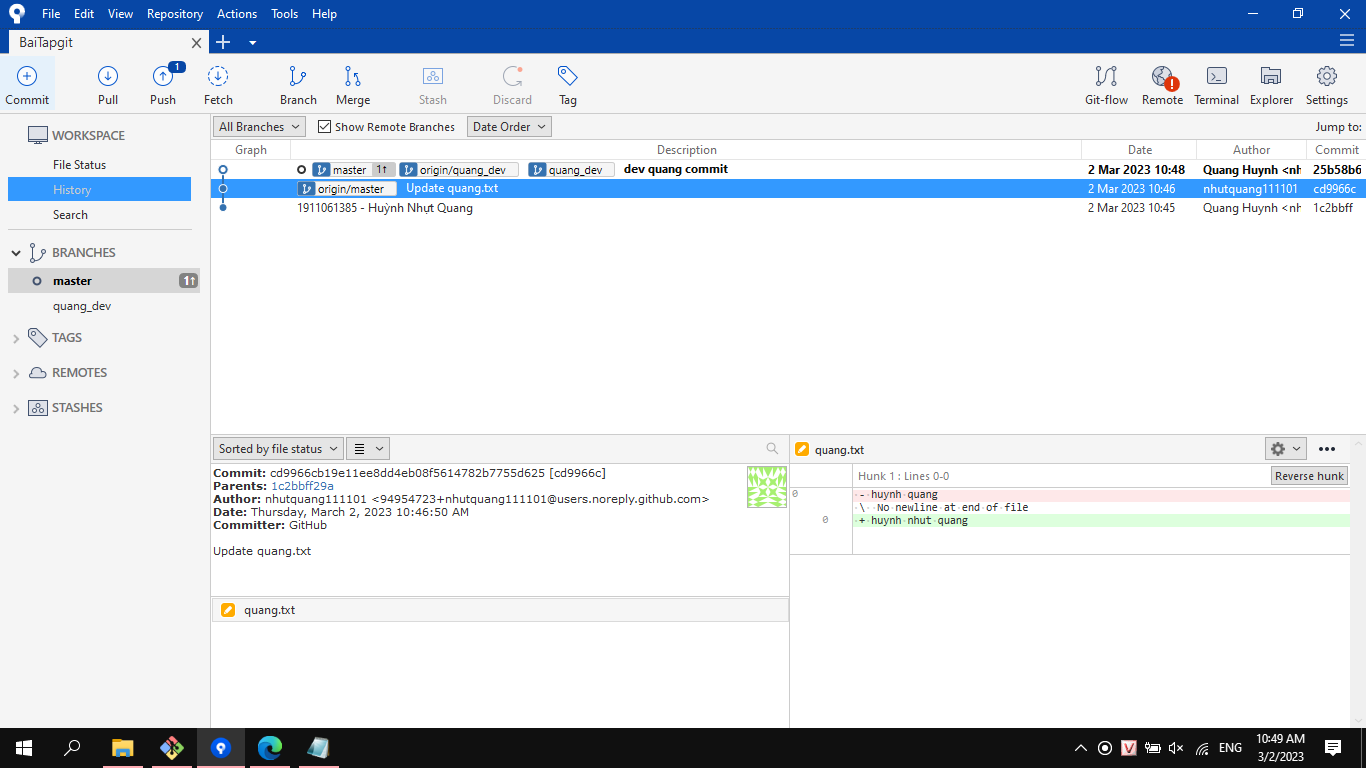 File Edit View Repository Actions Tools Help
BaiTapgit
1
Commit Pull Push Fetch Branch Merge Stash Discard Tag Git-flow Remote Terminal Explorer Settings
WORKSPACE
File Status
History
Search
BRANCHES
master 1↑
quang_dev
TAGS
REMOTES
STASHES
All Branches Show Remote Branches Date Order Jump to:
Graph Description Date Author Commit
master 1↑ origin/quang_dev quang_dev dev quang commit 2 Mar 2023 10:48 Quang Huynh <nh 25b58b6
origin/master Update quang.txt 2 Mar 2023 10:46 nhutquang111101 cd9966c
1911061385 - Huỳnh Nhựt Quang 2 Mar 2023 10:45 Quang Huynh <nh 1c2bbff
Sorted by file status
Commit: cd9966cb19e11ee8dd4eb08f5614782b7755d625 [cd9966c]
Parents: 1c2bbff29a
Author: nhutquang111101 <94954723+nhutquang111101@users.noreply.github.com>
Date: Thursday, March 2, 2023 10:46:50 AM
Committer: GitHub
Update quang.txt
quang.txt
quang.txt
Hunk 1 : Lines 0-0 Reverse hunk
0 - huynh quang
\ No newline at end of file
0 + huynh nhut quang
ENG
10:49 AM
3/2/2023